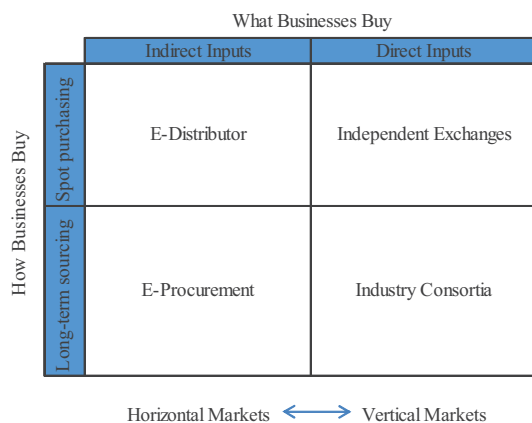 What Businesses Buy
Indirect Inputs
Direct Inputs
How Businesses Buy
Spot purchasing
E-Distributor
Independent Exchanges
Long-term sourcing
E-Procurement
Industry Consortia
Horizontal Markets
Vertical Markets